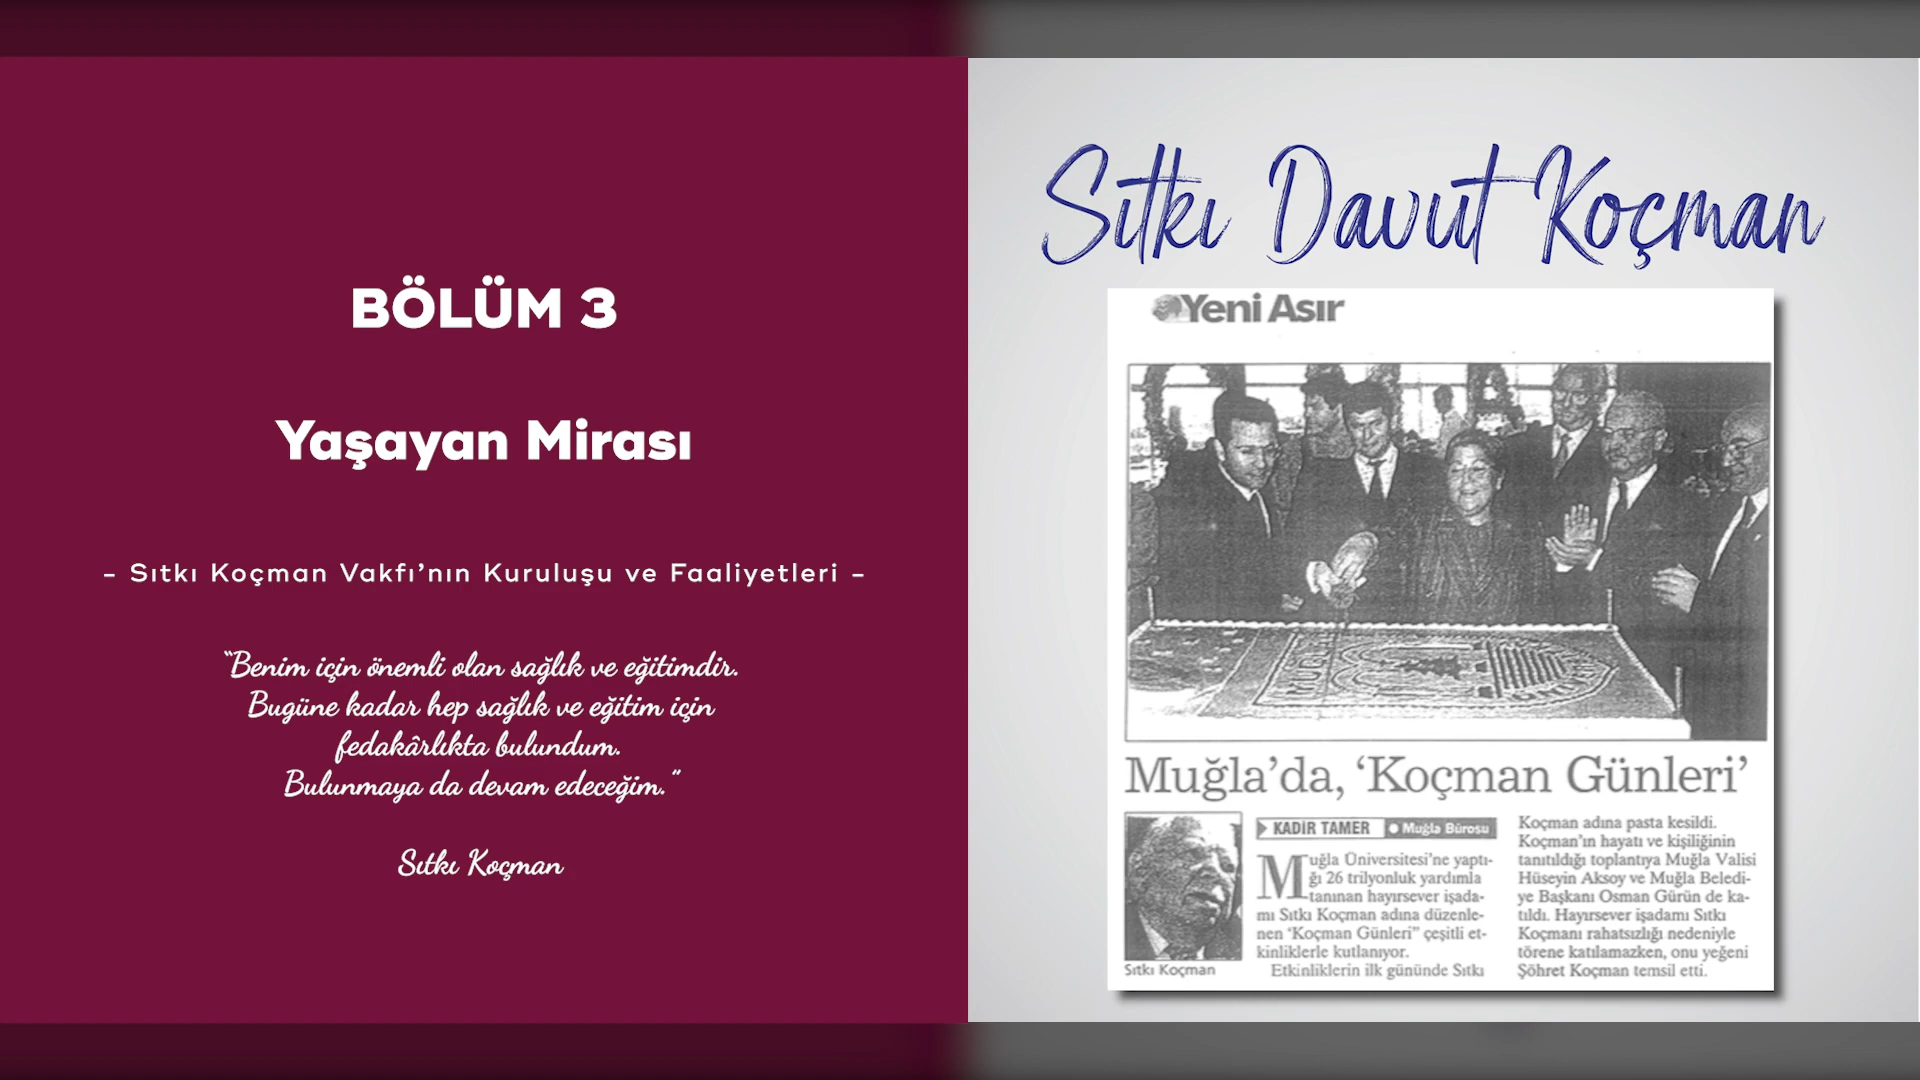 BÖLÜM 3
Yaşayan Mirası
– Sıtkı Koçman Vakfı’nın Kuruluşu ve Faaliyetleri –
“Benim için önemli olan sağlık ve eğitimdir.
Bugüne kadar hep sağlık ve eğitim için
fedakârlıkta bulundum.
Bulunmaya da devam edeceğim.”
Sıtkı Koçman
Sıtkı Davut Koçman
Yeni Asır
MUĞLA
Muğla’da, ‘Koçman Günleri’
Sıtkı Koçman
KADİR TAMER ● Muğla Bürosu
Muğla Üniversitesi’ne yaptı-
ğı 26 trilyonluk yardımla
tanınan hayırsever işada-
mı Sıtkı Koçman adına düzenle-
nen ‘Koçman Günleri” çeşitli et-
kinliklerle kutlanıyor.
Etkinliklerin ilk gününde Sıtkı
Koçman adına pasta kesildi.
Koçman’ın hayatı ve kişiliğinin
tanıtıldığı toplantıya Muğla Valisi
Hüseyin Aksoy ve Muğla Beledi-
ye Başkanı Osman Gürün de ka-
tıldı. Hayırsever işadamı Sıtkı
Koçmanı rahatsızlığı nedeniyle
törene katılamazken, onu yeğeni
Şöhret Koçman temsil etti.